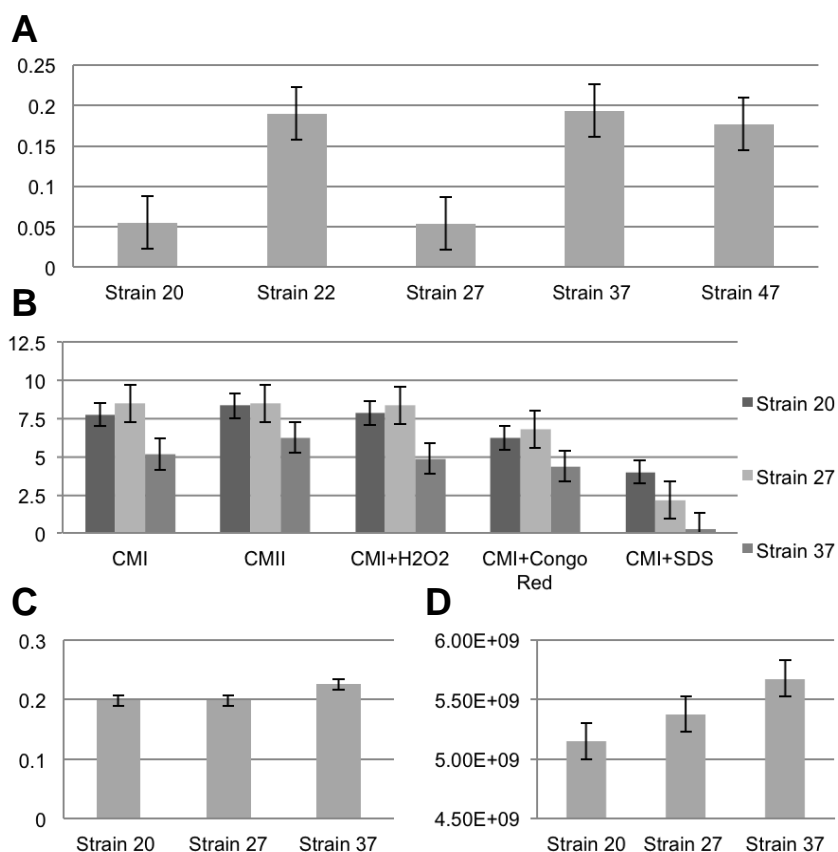 A
0.25
0.2
0.15
0.1
0.05
0
Strain 20 Strain 22 Strain 27 Strain 37 Strain 47
B
12.5
10
7.5
5
2.5
0
CMI CMII CMI+H2O2 CMI+Congo Red CMI+SDS
Strain 20
Strain 27
Strain 37
C
0.3
0.2
0.1
0
Strain 20 Strain 27 Strain 37
D
6.00E+09
5.50E+09
5.00E+09
4.50E+09
Strain 20 Strain 27 Strain 37